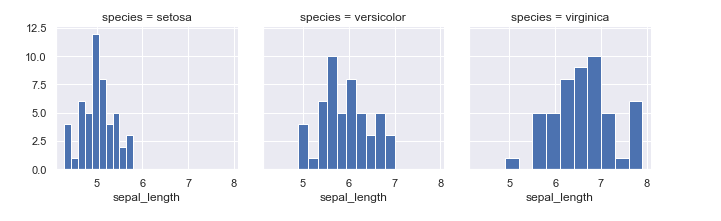 species = setosa
species = versicolor
species = virginica
12.5
10.0
7.5
5.0
2.5
0.0
5 6 7 8
5 6 7 8
5 6 7 8
sepal_length
sepal_length
sepal_length